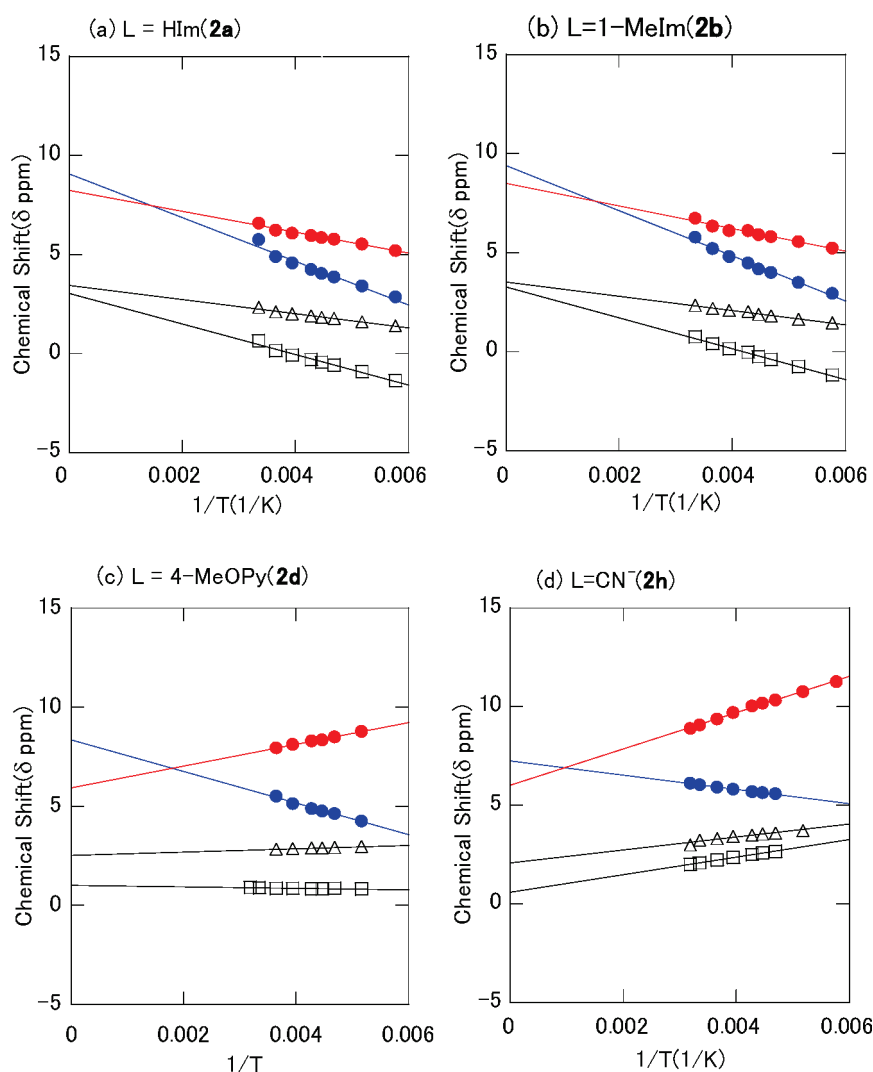 (a) L = HIm(2a)
15
10
5
0
-5
Chemical Shift(δ ppm)
0 0.002 0.004 0.006
1/T(1/K)
(b) L=1-MeIm(2b)
15
10
5
0
-5
Chemical Shift(δ ppm)
0 0.002 0.004 0.006
1/T(1/K)
(c) L = 4-MeOPy(2d)
15
10
5
0
-5
Chemical Shift(δ ppm)
0 0.002 0.004 0.006
1/T
(d) L=CN⁻(2h)
15
10
5
0
-5
Chemical Shift(δ ppm)
0 0.002 0.004 0.006
1/T(1/K)